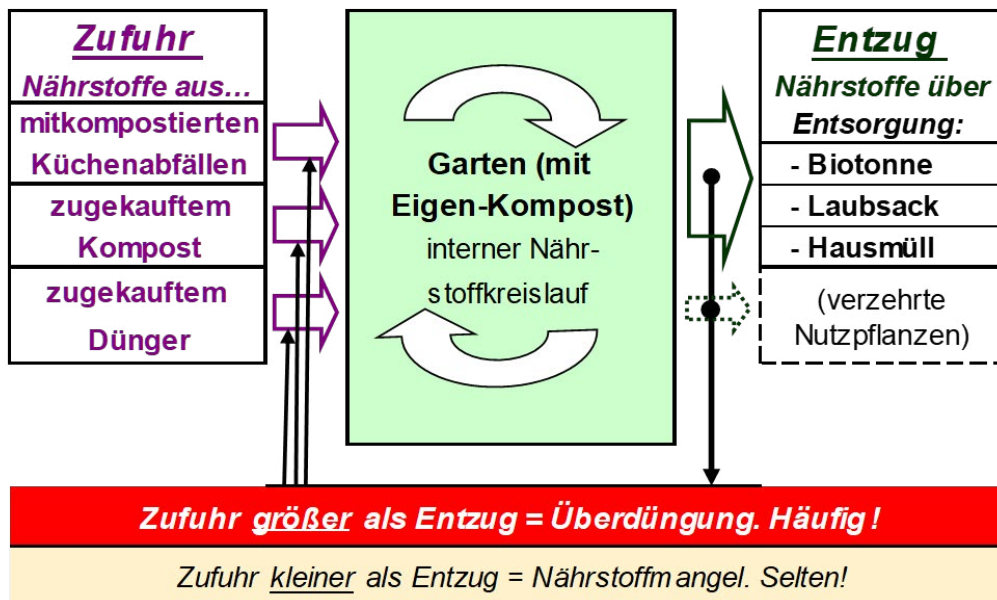 Zufuhr
Nährstoffe aus…
mitkompostierten
Küchenabfällen
zugekauftem
Kompost
zugekauftem
Dünger
Garten (mit
Eigen-Kompost)
interner Nähr-
stoffkreislauf
Entzug
Nährstoffe über
Entsorgung:
- Biotonne
- Laubsack
- Hausmüll
(verzehrte
Nutzpflanzen)
Zufuhr größer als Entzug = Überdüngung. Häufig!
Zufuhr kleiner als Entzug = Nährstoffmangel. Selten!